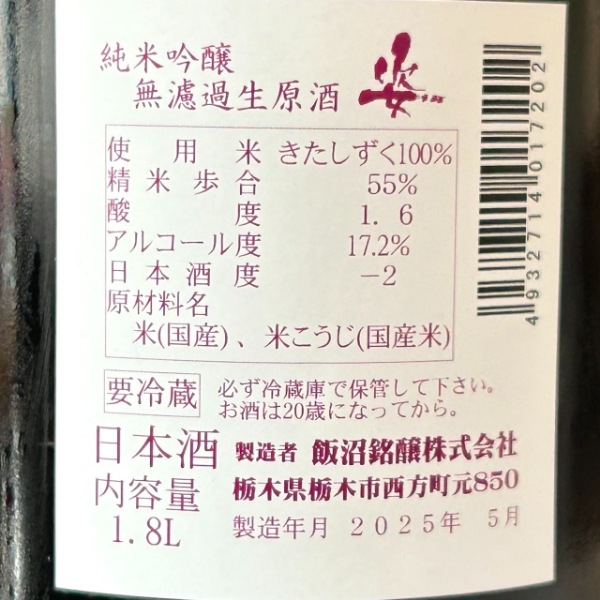 純米吟醸
無濾過生原酒
姿
使用米 きたしずく100%
精米歩合 55%
酸度 1.6
アルコール度 17.2%
日本酒度 −2
原材料名
米(国産)、米こうじ(国産米)
要冷蔵
必ず冷蔵庫で保管して下さい。
お酒は20歳になってから。
日本酒
内容量
1.8L
製造者 飯沼銘醸株式会社
栃木県栃木市西方町元850
製造年月 2025年 5月
4932714017202